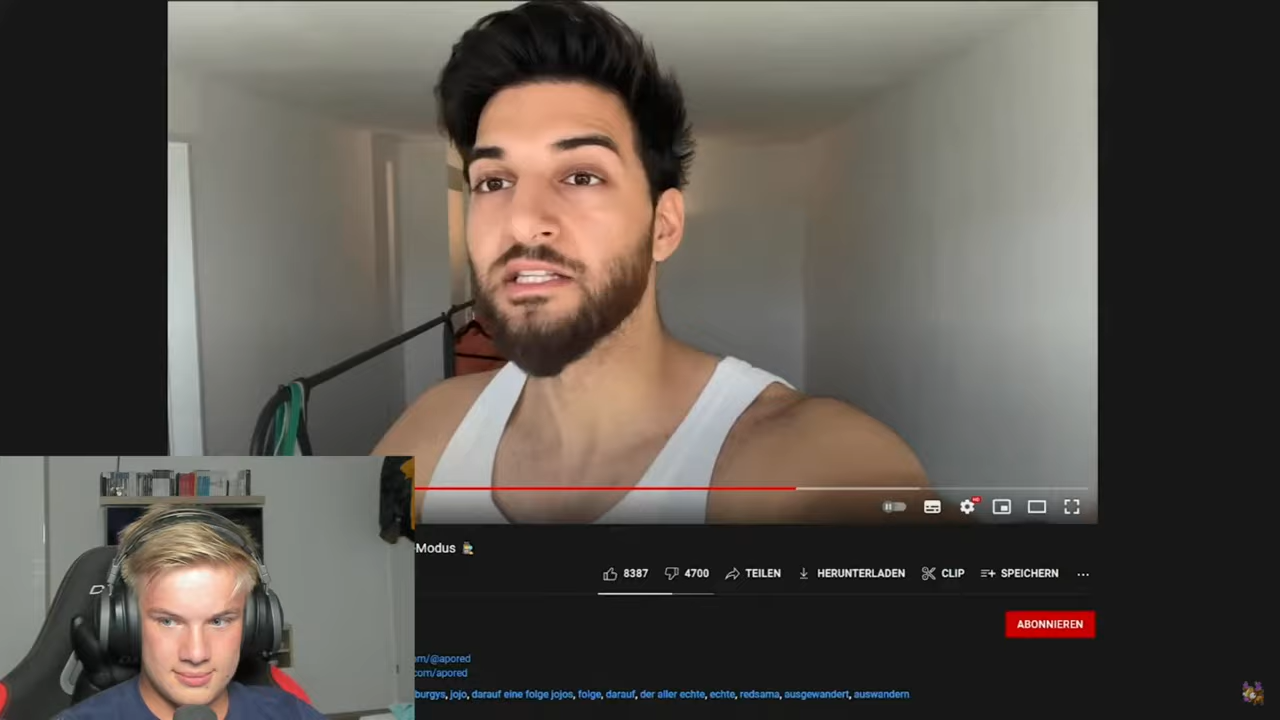 -Modus
8387 4700 TEILEN HERUNTERLADEN CLIP SPEICHERN ...
ABONNIEREN
m/@apored
com/apored
burgys, jojo, darauf eine folge jojos, folge, darauf, der aller echte, echte, redsama, ausgewandert, auswandern